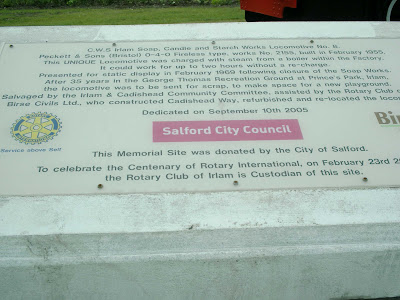 C.W.S Irlam Soap, Candle and Starch Works Locomotive No. 6.
Peckett & Sons (Bristol) 0-4-0 Fireless type, works No. 2155, built in February 1955.
This UNIQUE Locomotive was charged with steam from a boiler within the Factory.
It could work for up to two hours without a re-charge.
Presented for static display in February 1969 following closure of the Soap Works.
After 35 years in the George Thomas Recreation Ground at Prince's Park,
the locomotive was to be sent for scrap, to make space for a new playground.
Salvaged by the Irlam & Cadishead Community Committee, assisted by the Rotary Club
Birse Civils Ltd., who constructed Cadishead Way, refurbished and re-located the
Dedicated on September 10th 2005
Salford City Council
Service above Self
This Memorial Site was donated by the City of Salford.
To celebrate the Centenary of Rotary International, on February 23rd
the Rotary Club of Irlam is Custodian of this site.